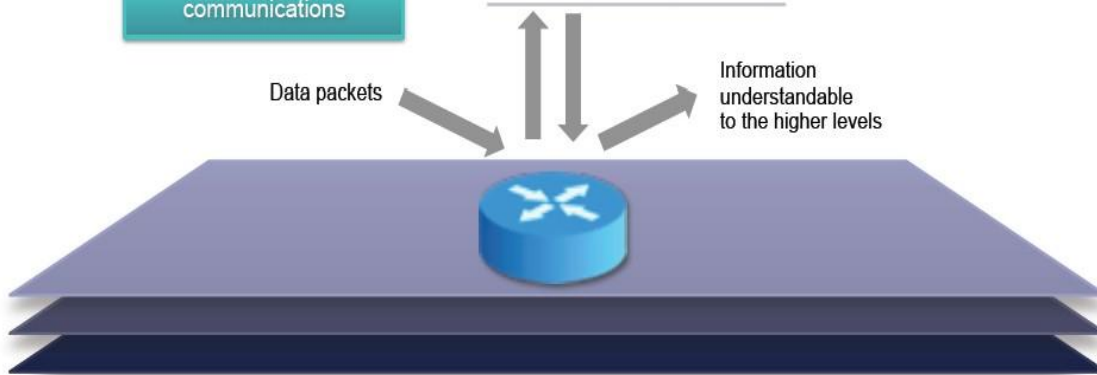 communications
Data packets
Information
understandable
to the higher levels